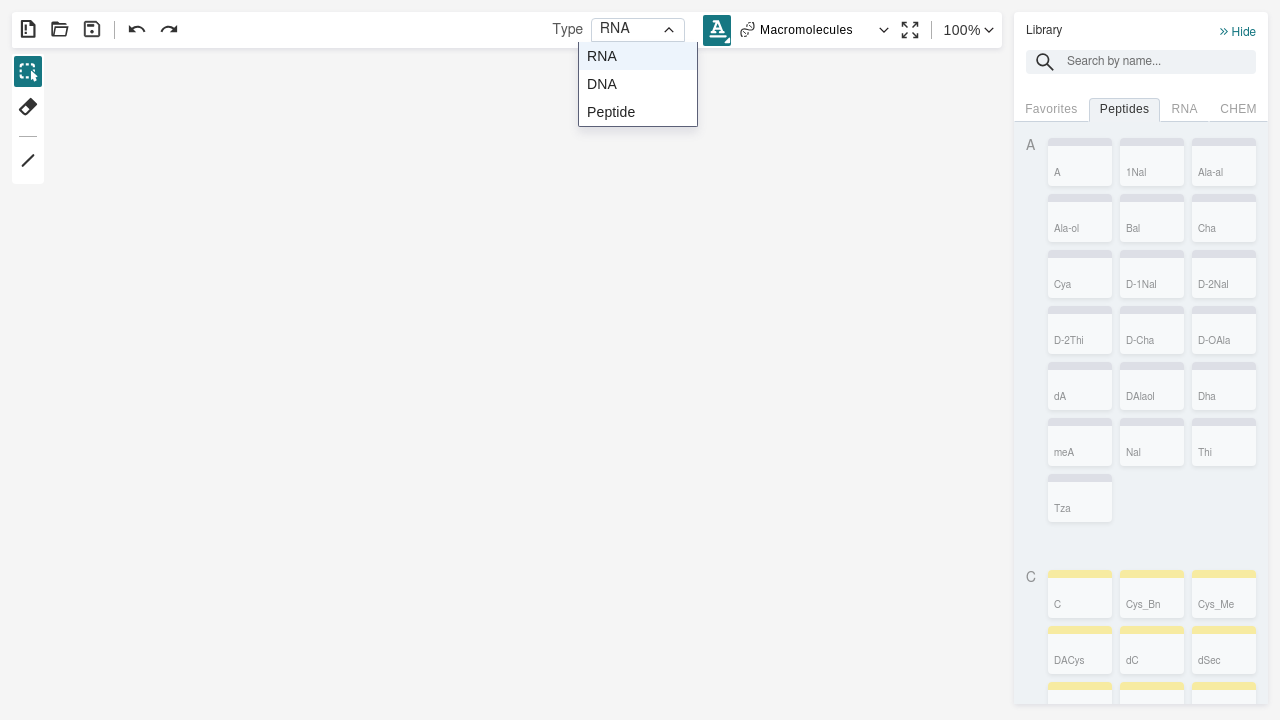 Type RNA
A Macromolecules 100%
RNA
DNA
Peptide
Library
Hide
Search by name...
Favorites Peptides RNA CHEM
A
A 1Nal Ala-al
Ala-ol Bal Cha
Cya D-1Nal D-2Nal
D-2Thi D-Cha D-OAla
dA DAlaol Dha
meA Nal Thi
Tza
C
C Cys_Bn Cys_Me
DACys dC dSec